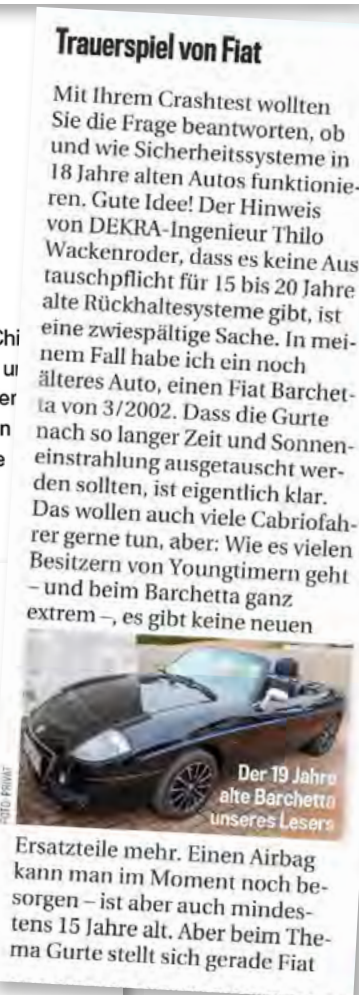 Trauerspiel von Fiat
Mit Ihrem Crashtest wollten
Sie die Frage beantworten, ob
und wie Sicherheitssysteme in
18 Jahre alten Autos funktionie-
ren. Gute Idee! Der Hinweis
von DEKRA-Ingenieur Thilo
Wackenroder, dass es keine Aus
tauschpflicht für 15 bis 20 Jahre
alte Rückhaltesysteme gibt, ist
eine zwiespältige Sache. In mei-
nem Fall habe ich ein noch
älteres Auto, einen Fiat Barchet-
ta von 3/2002. Dass die Gurte
nach so langer Zeit und Sonnen-
einstrahlung ausgetauscht wer-
den sollten, ist eigentlich klar.
Das wollen auch viele Cabriofah-
rer gerne tun, aber: Wie es vielen
Besitzern von Youngtimern geht
– und beim Barchetta ganz
extrem –, es gibt keine neuen
Der 19 Jahre
alte Barchetta
unseres Lesers
FOTO: PRIVAT
Ersatzteile mehr. Einen Airbag
kann man im Moment noch be-
sorgen – ist aber auch mindes-
tens 15 Jahre alt. Aber beim The-
ma Gurte stellt sich gerade Fiat
Chi
er
n
e